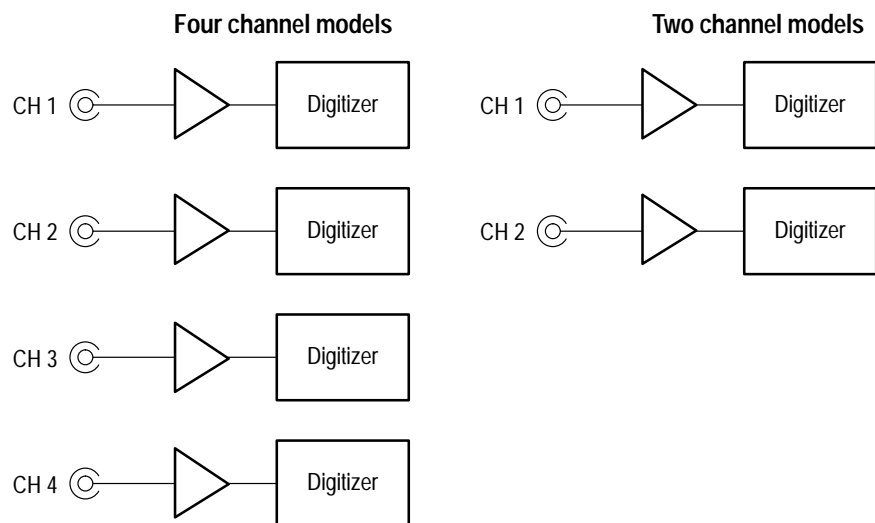 Four channel models
CH 1
Digitizer
CH 2
Digitizer
CH 3
Digitizer
CH 4
Digitizer
Two channel models
CH 1
Digitizer
CH 2
Digitizer